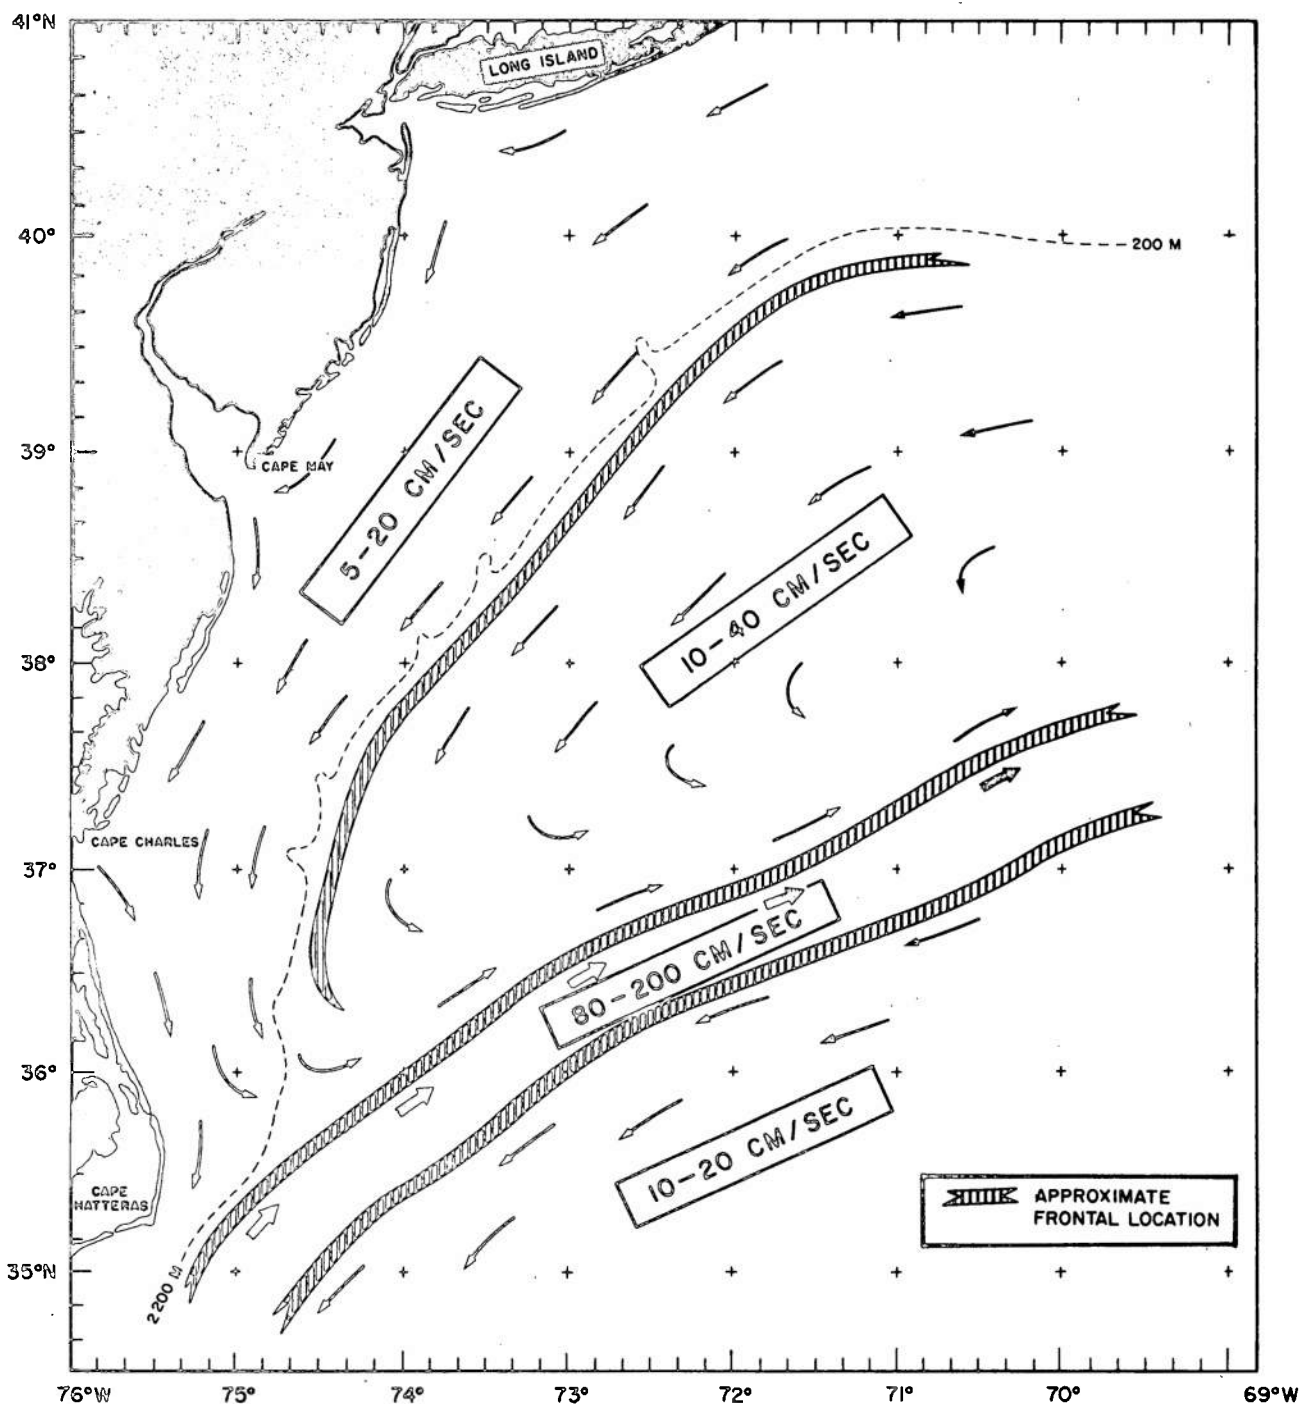 41°N
LONG ISLAND
40°
200 M
5-20 CM/SEC
39°
CAPE MAY
10-40 CM/SEC
38°
CAPE CHARLES
37°
80-200 CM/SEC
36°
10-20 CM/SEC
CAPE
HATTERAS
APPROXIMATE
FRONTAL LOCATION
35°N
2200 M
76°W 75° 74° 73° 72° 71° 70° 69°W